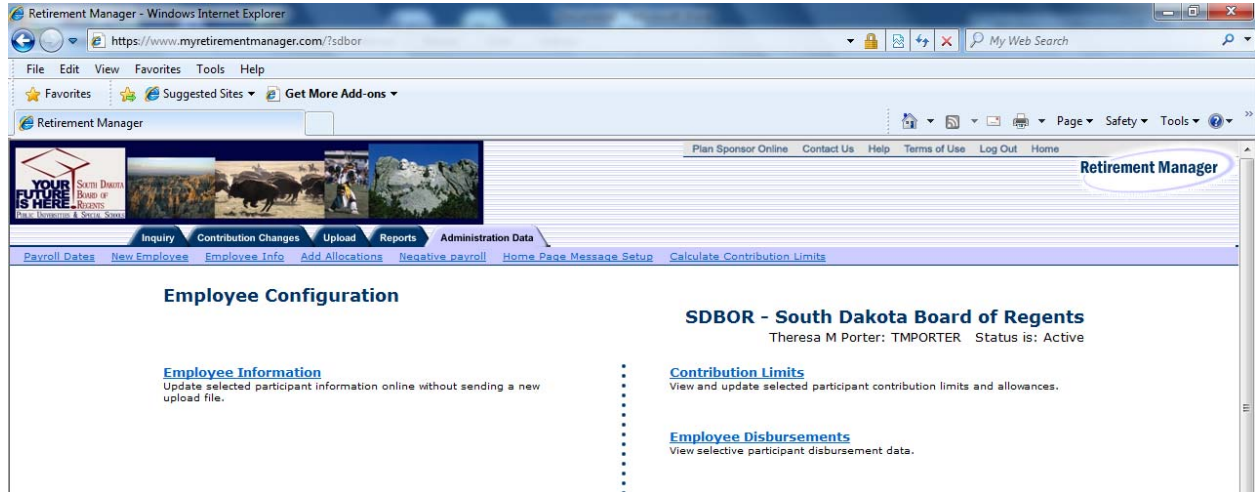 Retirement Manager - Windows Internet Explorer
https://www.myretirementmanager.com/?sdbor
My Web Search
File Edit View Favorites Tools Help
Favorites Suggested Sites Get More Add-ons
Retirement Manager
Page Safety Tools
Plan Sponsor Online Contact Us Help Terms of Use Log Out Home
Retirement Manager
YOUR FUTURE IS HERE.
SOUTH DAKOTA
BOARD OF
REGENTS
PUBLIC UNIVERSITIES & SPECIAL SCHOOLS
Inquiry Contribution Changes Upload Reports Administration Data
Payroll Dates New Employee Employee Info Add Allocations Negative payroll Home Page Message Setup Calculate Contribution Limits
Employee Configuration
SDBOR - South Dakota Board of Regents
Theresa M Porter: TMPORTER Status is: Active
Employee Information
Update selected participant information online without sending a new
upload file.
Contribution Limits
View and update selected participant contribution limits and allowances.
Employee Disbursements
View selective participant disbursement data.